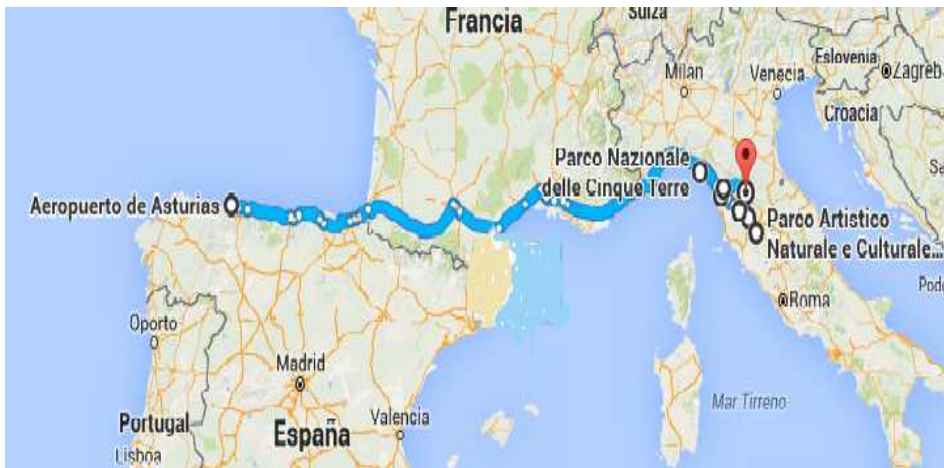 Francia
Suiza
Milan
Venecia
Eslovenia
Zagreb
Croacia
Parco Nazionale
delle Cinque Terre
Aeropuerto de Asturias
Parco Artistico
Naturale e Culturale...
Roma
Oporto
Madrid
Mar Tirreno
Portugal
Valencia
España
Lisboa